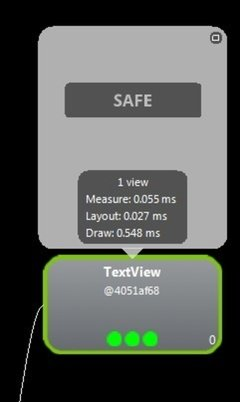 SAFE
1 view
Measure: 0.055 ms
Layout: 0.027 ms
Draw: 0.548 ms
TextView
@4051af68
0